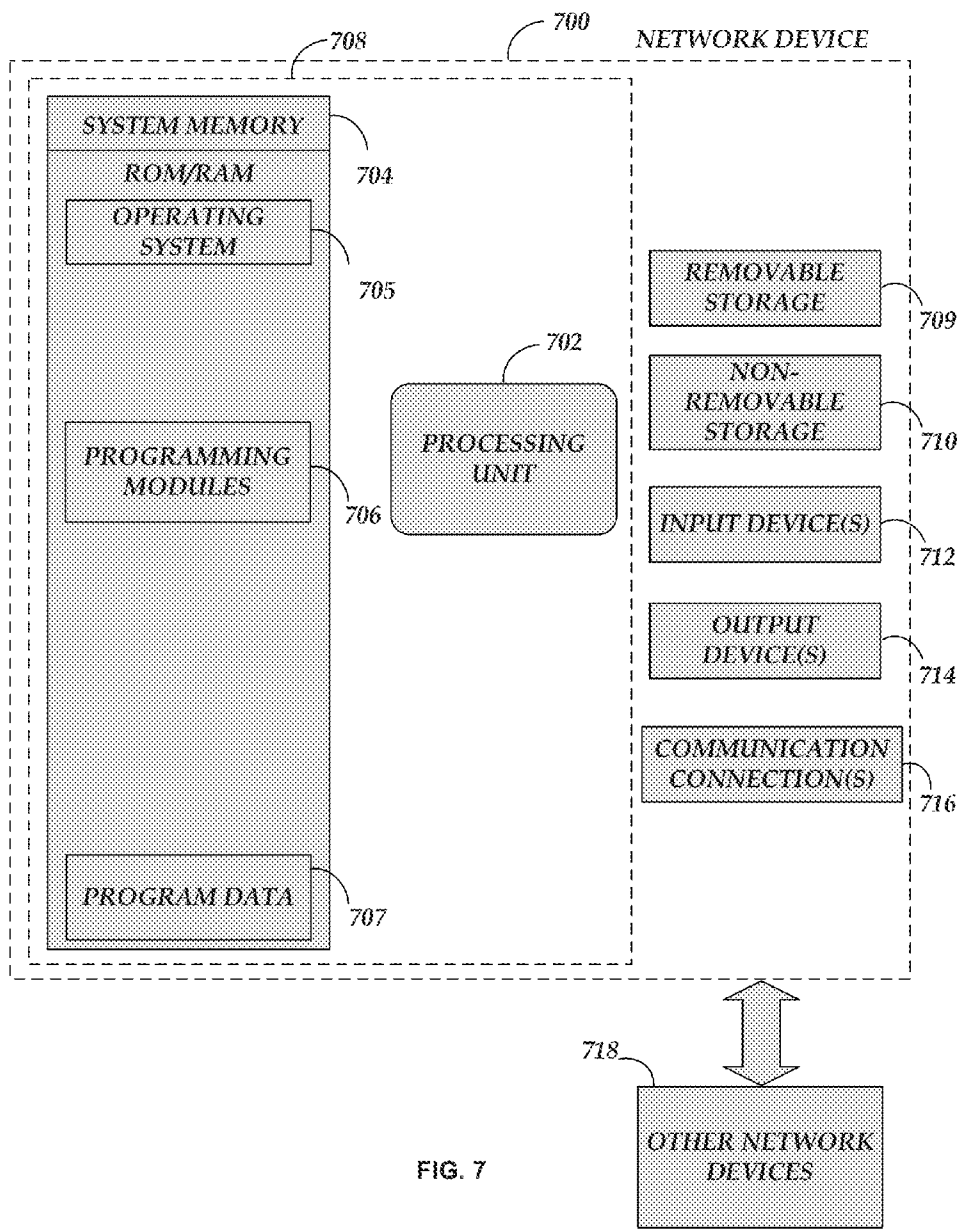 700
NETWORK DEVICE
708
SYSTEM MEMORY
704
ROM/RAM
OPERATING
SYSTEM
705
PROGRAMMING
MODULES
706
PROGRAM DATA
707
702
PROCESSING
UNIT
REMOVABLE
STORAGE
709
NON-
REMOVABLE
STORAGE
710
INPUT DEVICE(S)
712
OUTPUT
DEVICE(S)
714
COMMUNICATION
CONNECTION(S)
716
718
OTHER NETWORK
DEVICES
FIG. 7